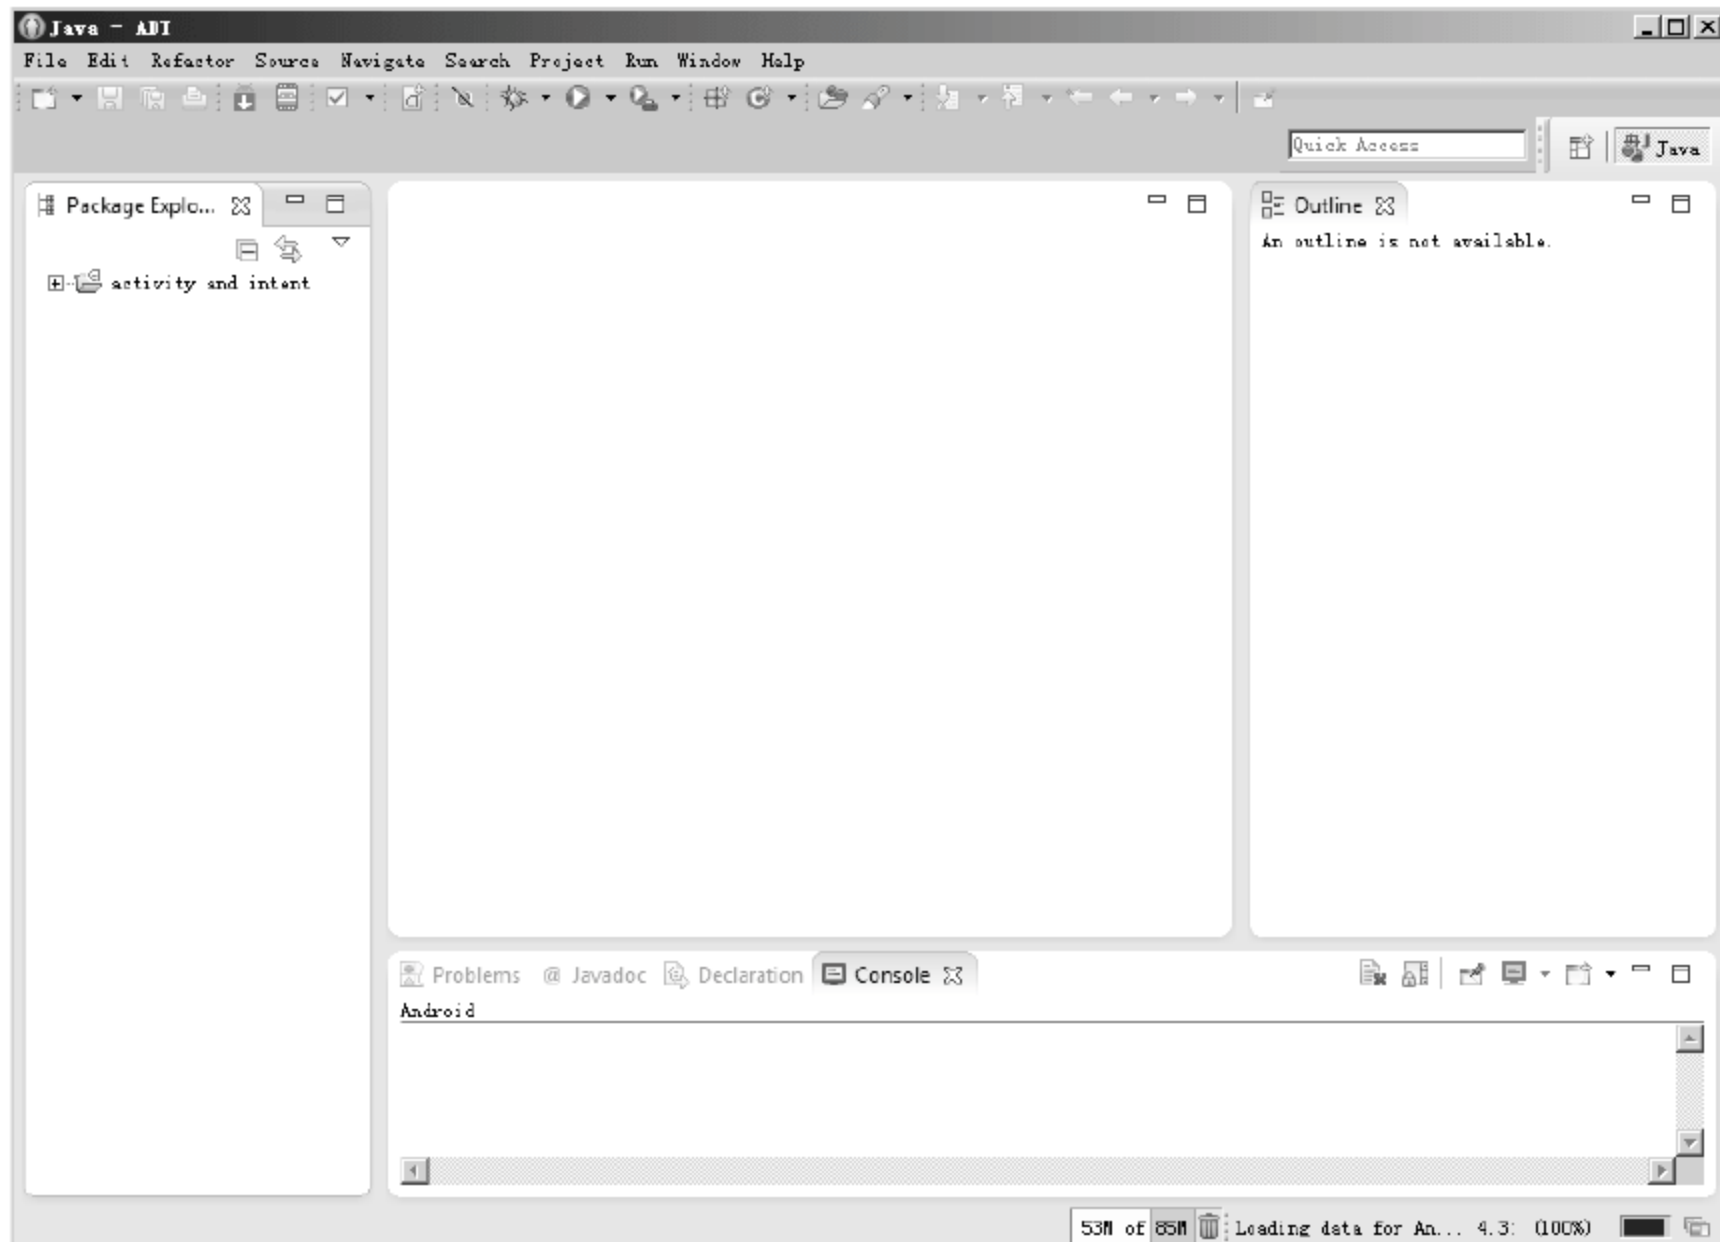 Java - ADT
File Edit Refactor Source Navigate Search Project Run Window Help
Quick Access
Java
Package Explo...
Outline
An outline is not available.
activity and intent
Problems @ Javadoc Declaration Console
Android
53M of 85M Loading data for An... 4.3: (100%)